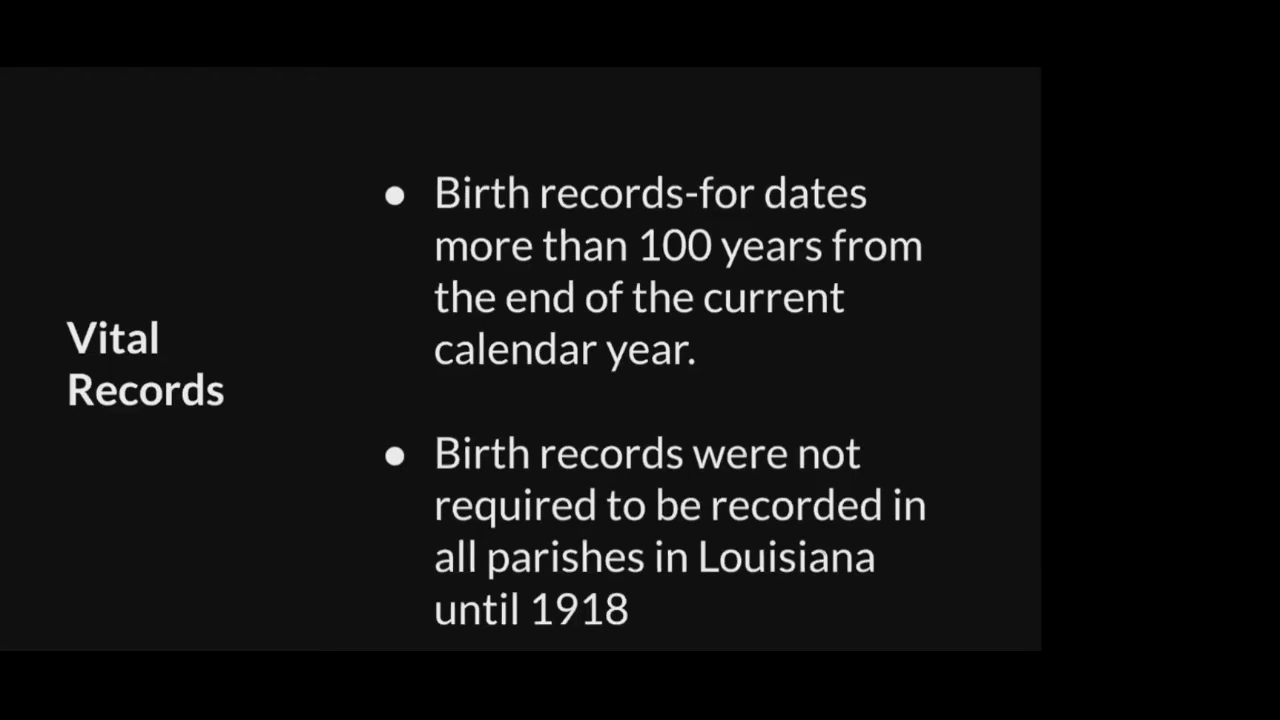 Vital
Records
● Birth records-for dates
more than 100 years from
the end of the current
calendar year.
● Birth records were not
required to be recorded in
all parishes in Louisiana
until 1918